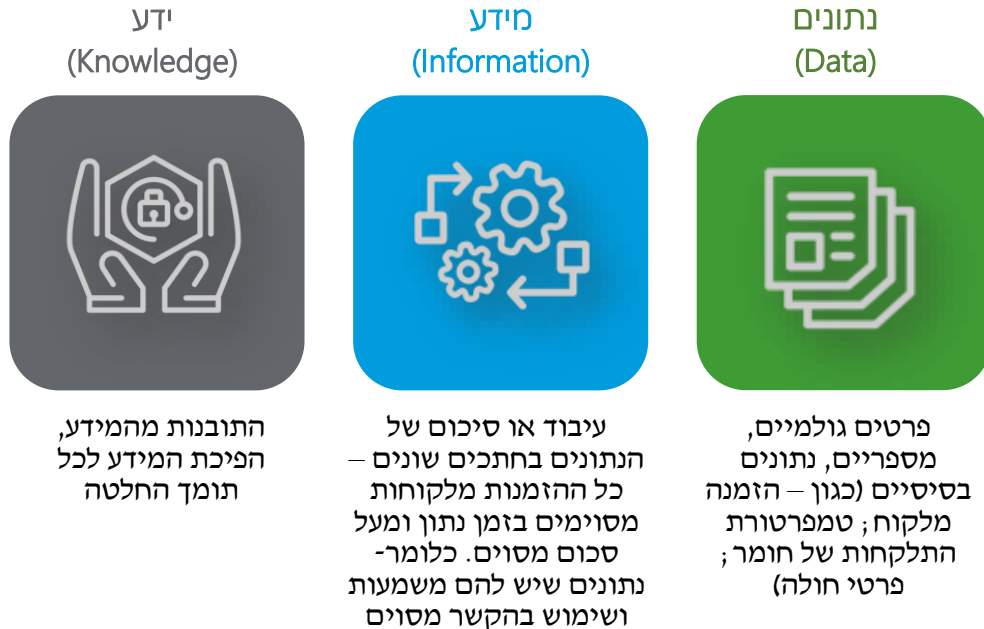 נתונים
(Data)
פרטים גולמיים,
מספריים, נתונים
בסיסיים (כגון – הזמנה
מלקוח; טמפרטורת
התלקחות של חומר;
פרטי חולה)
מידע
(Information)
עיבוד או סיכום של
הנתונים בחתכים שונים –
כל ההזמנות מלקוחות
מסוימים בזמן נתון ומעל
סכום מסוים. כלומר-
נתונים שיש להם משמעות
ושימוש בהקשר מסוים
ידע
(Knowledge)
התובנות מהמידע,
הפיכת המידע לכל
תומך החלטה